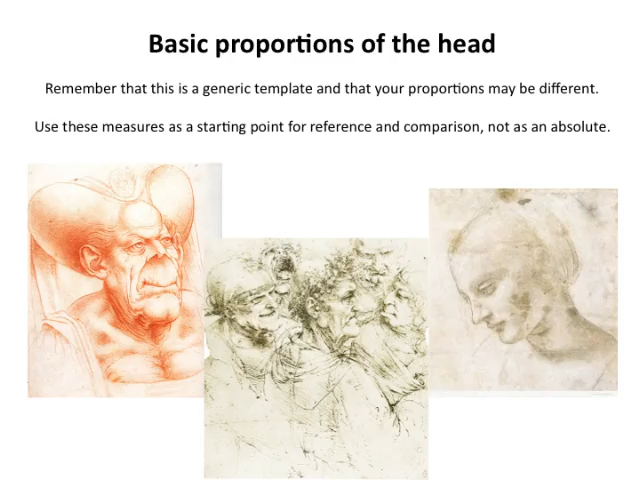 Basic proportions of the head
Remember that this is a generic template and that your proportions may be different.
Use these measures as a starting point for reference and comparison, not as an absolute.